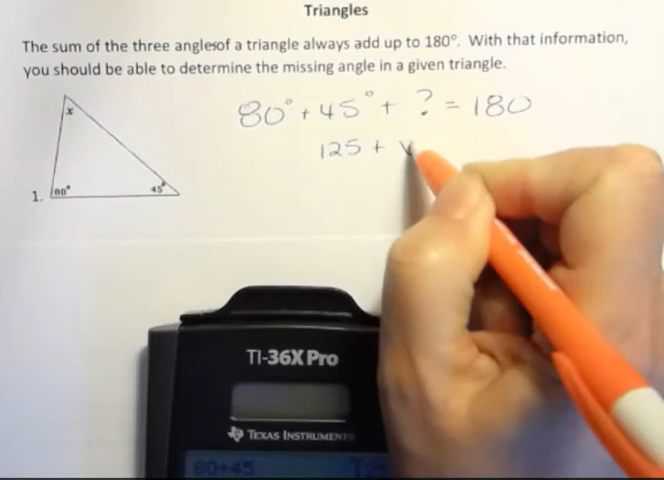 Triangles
The sum of the three anglesof a triangle always add up to 180°. With that information,
you should be able to determine the missing angle in a given triangle.
80° + 45° + ? = 180
125 +
x
1.
80°
45°
TI-36X Pro
TEXAS INSTRUMENTS
80+45